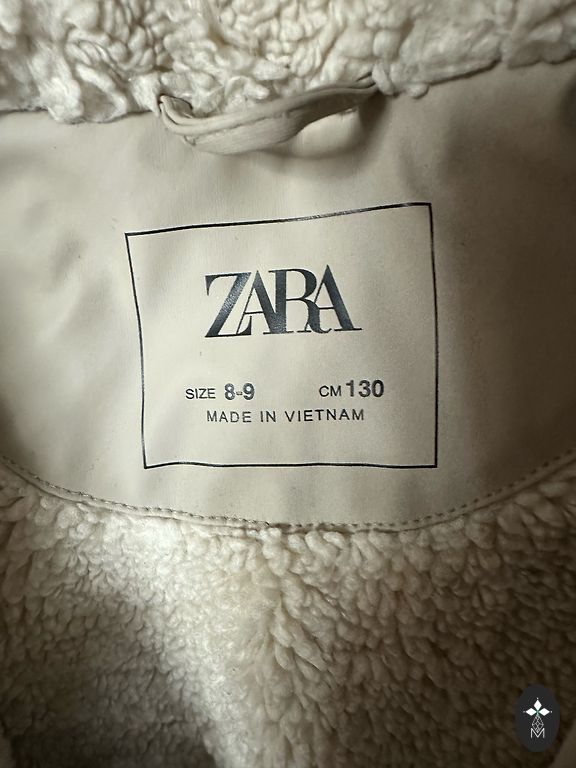 ZARA
SIZE 8-9 CM 130
MADE IN VIETNAM
M